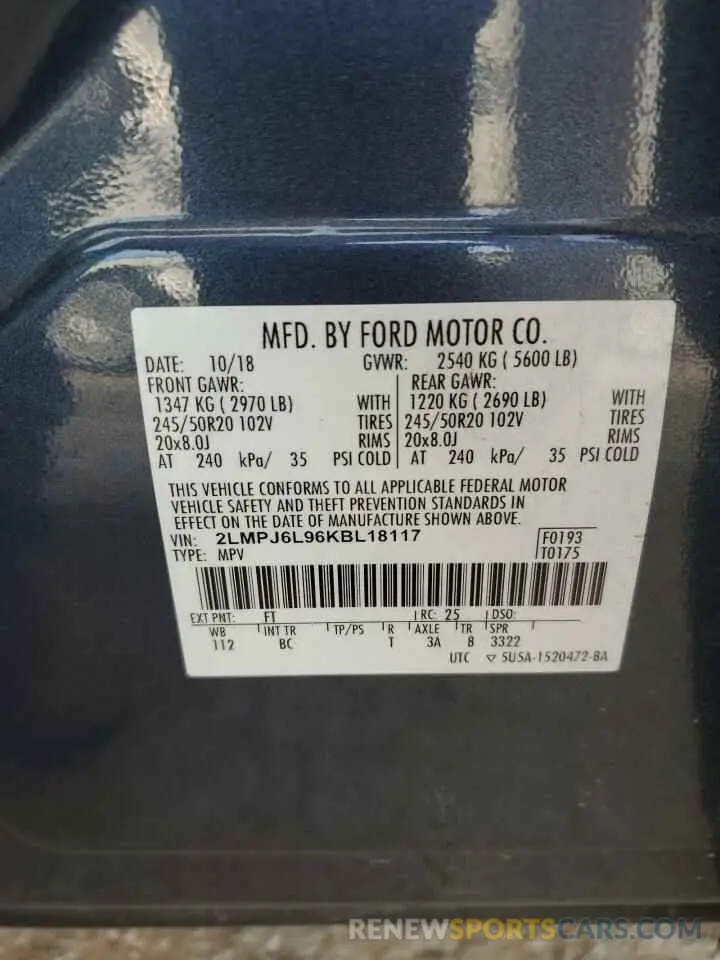 MFD. BY FORD MOTOR CO.
DATE: 10/18 GVWR: 2540 KG ( 5600 LB)
FRONT GAWR: REAR GAWR:
1347 KG ( 2970 LB) WITH 1220 KG ( 2690 LB) WITH
245/50R20 102V TIRES 245/50R20 102V TIRES
20x8.0J RIMS 20x8.0J RIMS
AT 240 kPa/ 35 PSI COLD AT 240 kPa/ 35 PSI COLD
THIS VEHICLE CONFORMS TO ALL APPLICABLE FEDERAL MOTOR
VEHICLE SAFETY AND THEFT PREVENTION STANDARDS IN
EFFECT ON THE DATE OF MANUFACTURE SHOWN ABOVE.
VIN: 2LMPJ6L96KBL18117 F0193
TYPE: MPV T0175
EXT PNT: FT RC: 25 DSO:
WB INT TR TP/PS R AXLE TR SPR
112 BC T 3A 8 3322
UTC ▽ 5U5A-1520472-BA
RENEWSPORTSCARS.COM